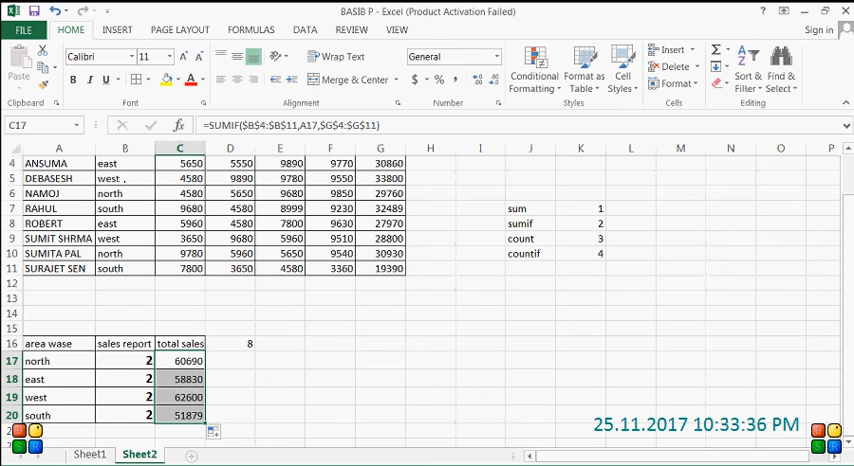 BASIB P - Excel (Product Activation Failed)
Sign in
FILE HOME INSERT PAGE LAYOUT FORMULAS DATA REVIEW VIEW
Paste
Calibri 11
B I U
Wrap Text
Merge & Center
General
$ % ,
Conditional Formatting
Format as Table
Cell Styles
Insert
Delete
Format
Sort & Filter
Find & Select
Clipboard Font Alignment Number Styles Cells Editing
C17 fx =SUMIF($B$4:$B$11,A17,$G$4:$G$11)
A B C D E F G H I J K L M N O P
4 ANSUMA east 5650 5550 9890 9770 30860
5 DEBASESH west . 4580 9890 9780 9550 33800
6 NAMOJ north 4580 5650 9680 9850 29760
7 RAHUL south 9680 4580 8999 9230 32489 sum 1
8 ROBERT east 5960 4580 7800 9630 27970 sumif 2
9 SUMIT SHRMA west 3650 9680 5960 9510 28800 count 3
10 SUMITA PAL north 9780 5960 5650 9540 30930 countif 4
11 SURAJET SEN south 7800 3650 4580 3360 19390
12
13
14
15
16 area wase sales report total sales 8
17 north 2 60690
18 east 2 58830
19 west 2 62600
20 south 2 51879
25.11.2017 10:33:36 PM
B S R
B S R
Sheet1 Sheet2